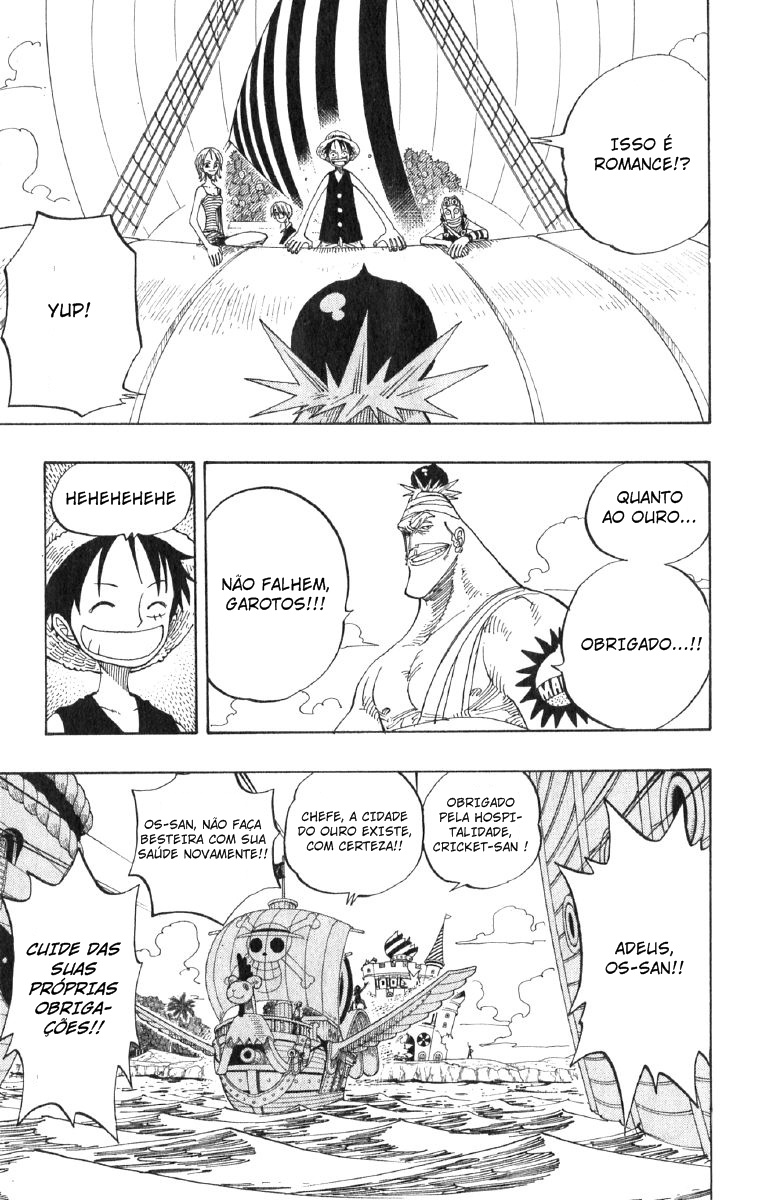 ISSO É
ROMANCE!?
YUP!
QUANTO
AO OURO...
OBRIGADO...!!
NÃO FALHEM,
GAROTOS!!!
HEHEHEHEHE
ADEUS,
OS-SAN!!
OBRIGADO
PELA HOSPI-
TALIDADE,
CRICKET-SAN !
CHEFE, A CIDADE
DO OURO EXISTE,
COM CERTEZA!!
OS-SAN, NÃO FAÇA
BESTEIRA COM SUA
SAÚDE NOVAMENTE!!
CUIDE DAS
SUAS
PRÓPRIAS
OBRIGA-
ÇÕES!!